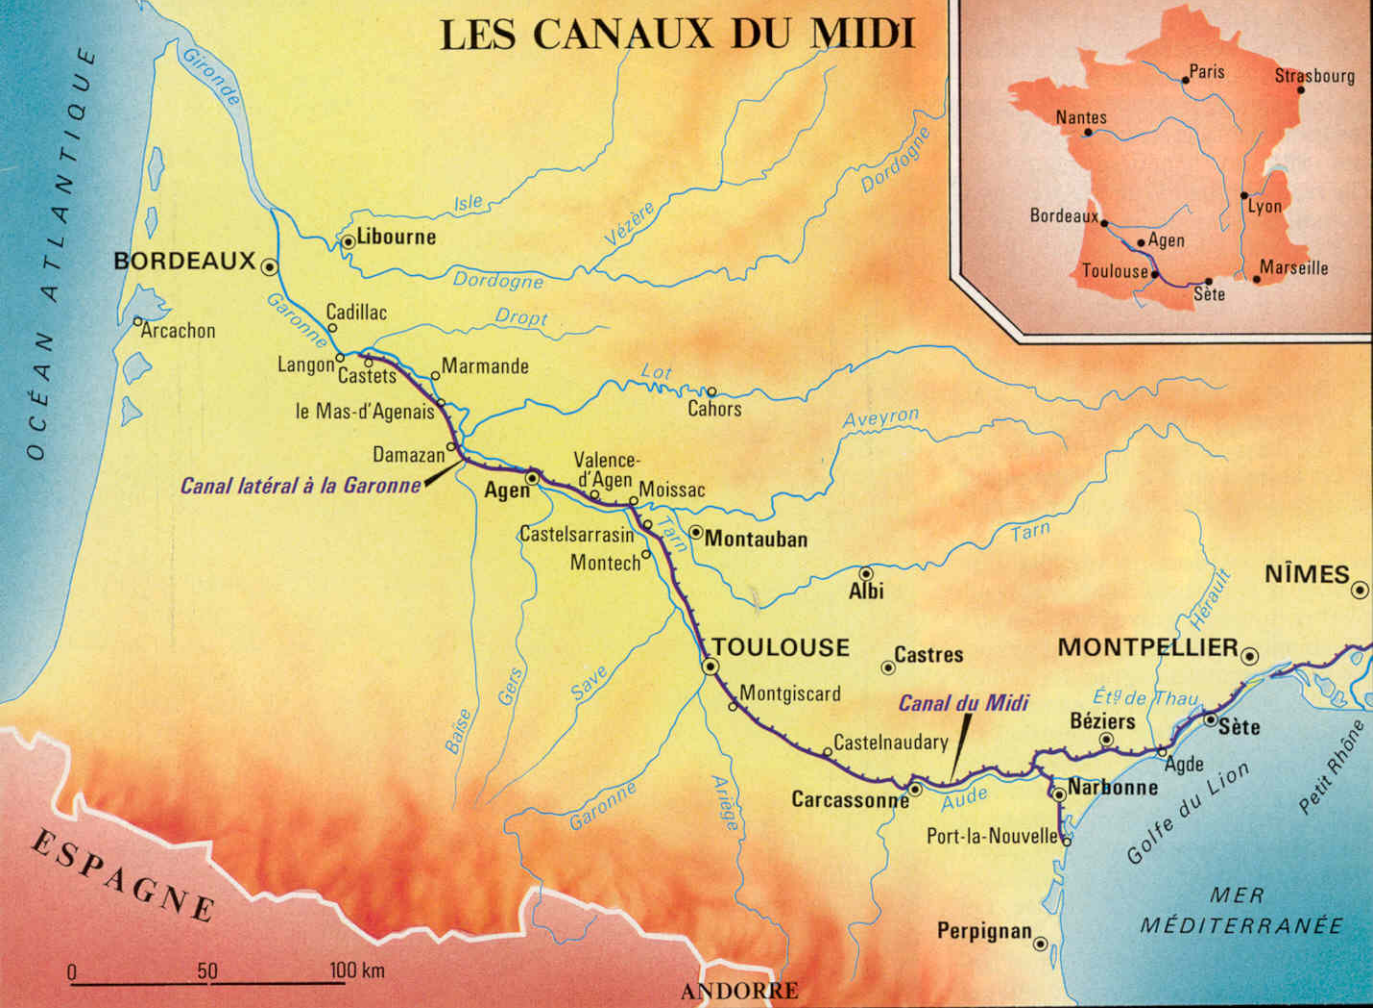 LES CANAUX DU MIDI
Paris
Strasbourg
Nantes
Lyon
Bordeaux
Agen
Toulouse
Sète
Marseille
OCÉAN ATLANTIQUE
Gironde
Isle
Vézère
Dordogne
Libourne
BORDEAUX
Dordogne
Garonne
Cadillac
Dropt
Arcachon
Langon
Castets
Marmande
Lot
Cahors
le Mas-d'Agenais
Aveyron
Damazan
Canal latéral à la Garonne
Agen
Valence-
d'Agen
Moissac
Castelsarrasin
Tarn
Montauban
Montech
Tarn
Albi
Hérault
NÎMES
TOULOUSE
Castres
MONTPELLIER
Baïse
Gers
Save
Montgiscard
Canal du Midi
Étg de Thau
Béziers
Sète
Castelnaudary
Agde
Petit Rhône
Garonne
Ariège
Carcassonne
Aude
Narbonne
Golfe du Lion
Port-la-Nouvelle
ESPAGNE
MER
MÉDITERRANÉE
Perpignan
0 50 100 km
ANDORRE